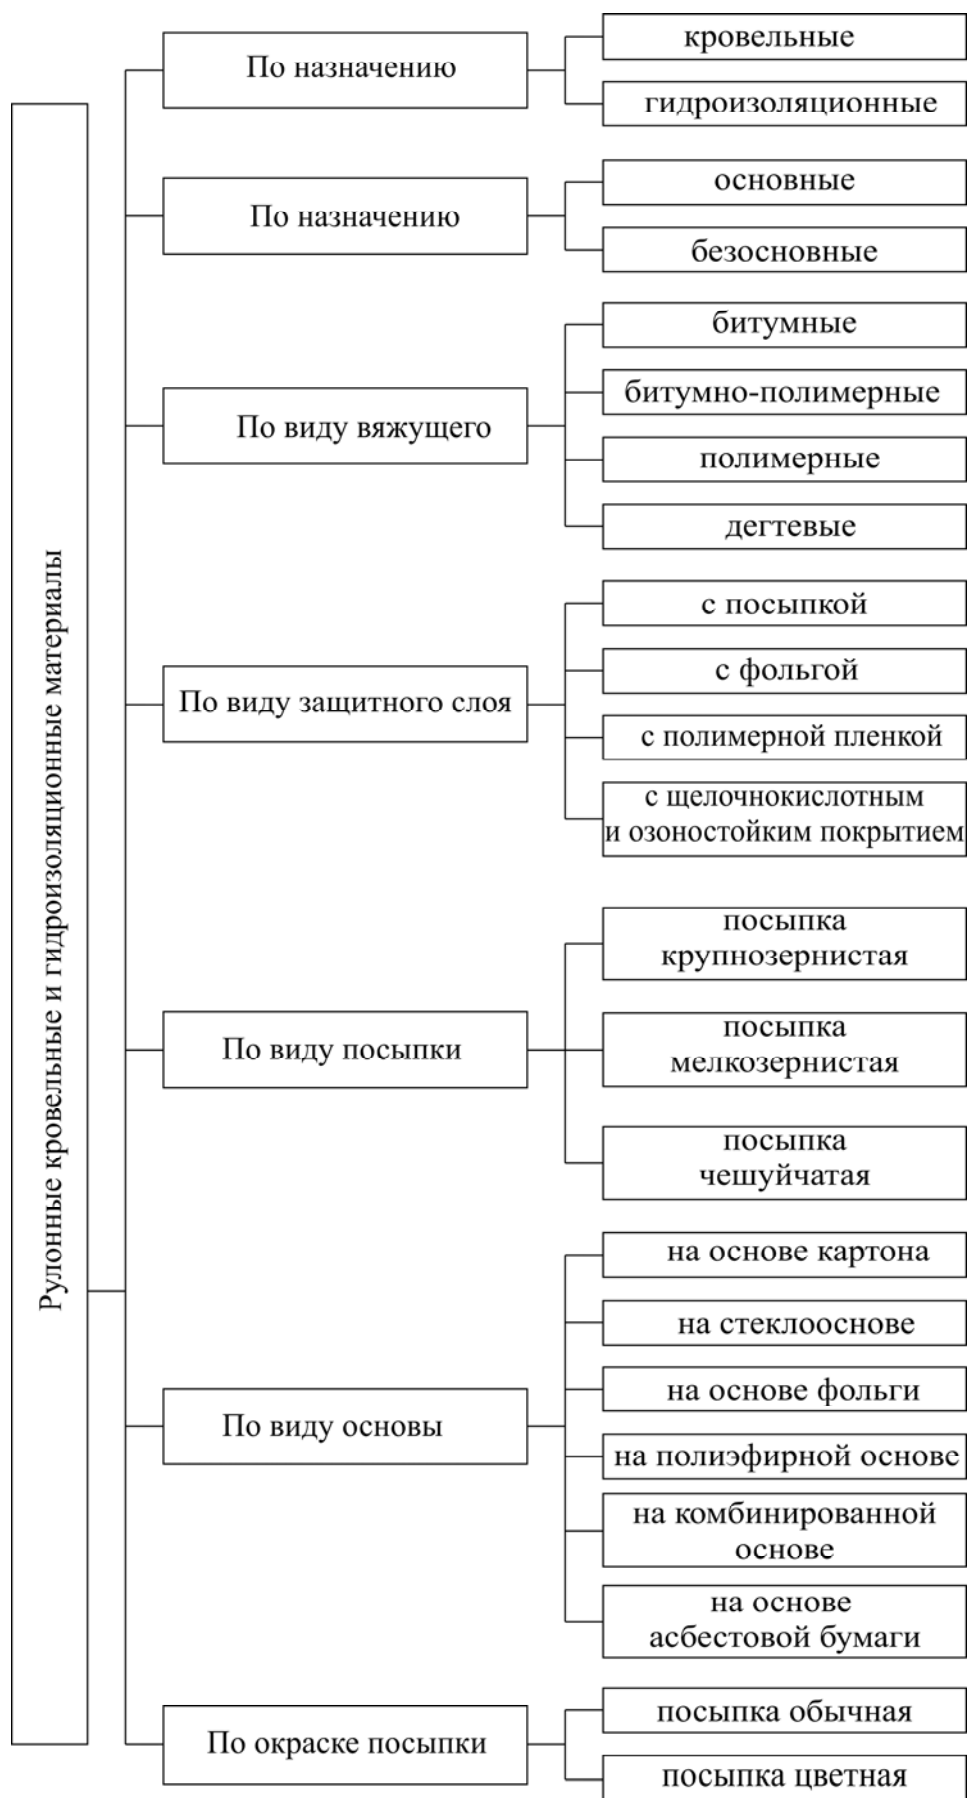 Рулонные кровельные и гидроизоляционные материалы
По назначению
кровельные
гидроизоляционные
По назначению
основные
безосновные
По виду вяжущего
битумные
битумно-полимерные
полимерные
дегтевые
По виду защитного слоя
с посыпкой
с фольгой
с полимерной пленкой
с щелочнокислотным
и озоностойким покрытием
По виду посыпки
посыпка
крупнозернистая
посыпка
мелкозернистая
посыпка
чешуйчатая
По виду основы
на основе картона
на стеклооснове
на основе фольги
на полиэфирной основе
на комбинированной
основе
на основе
асбестовой бумаги
По окраске посыпки
посыпка обычная
посыпка цветная